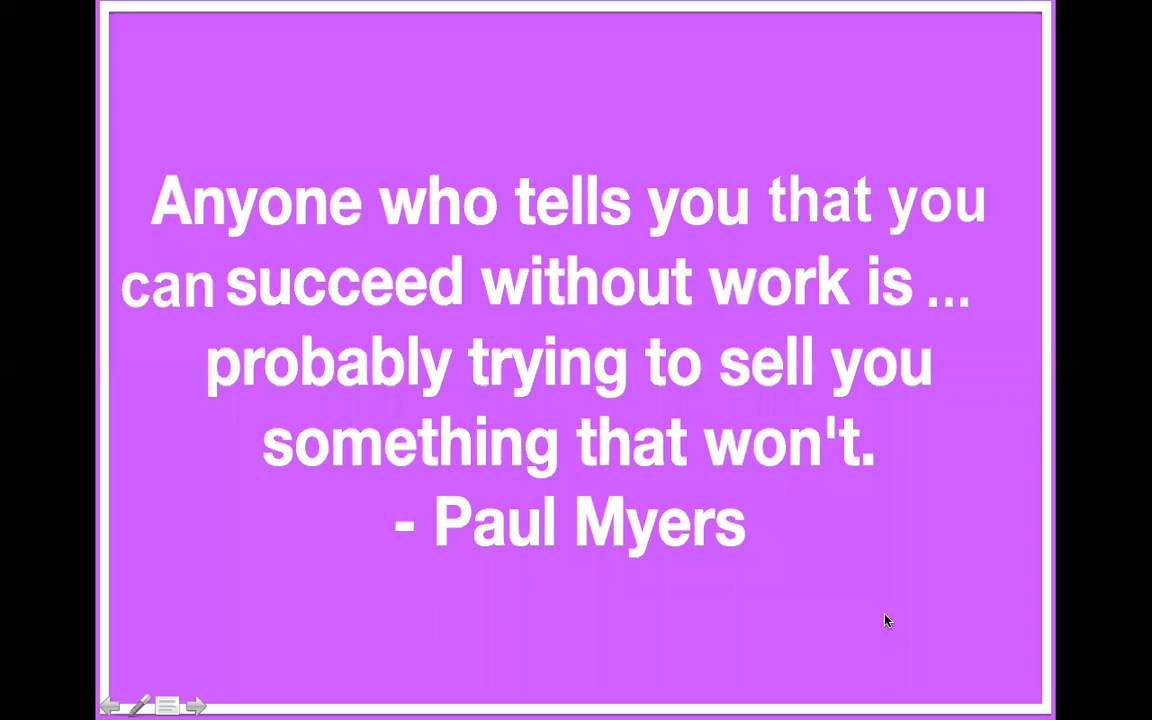 Anyone who tells you that you
can succeed without work is ...
probably trying to sell you
something that won't.
- Paul Myers